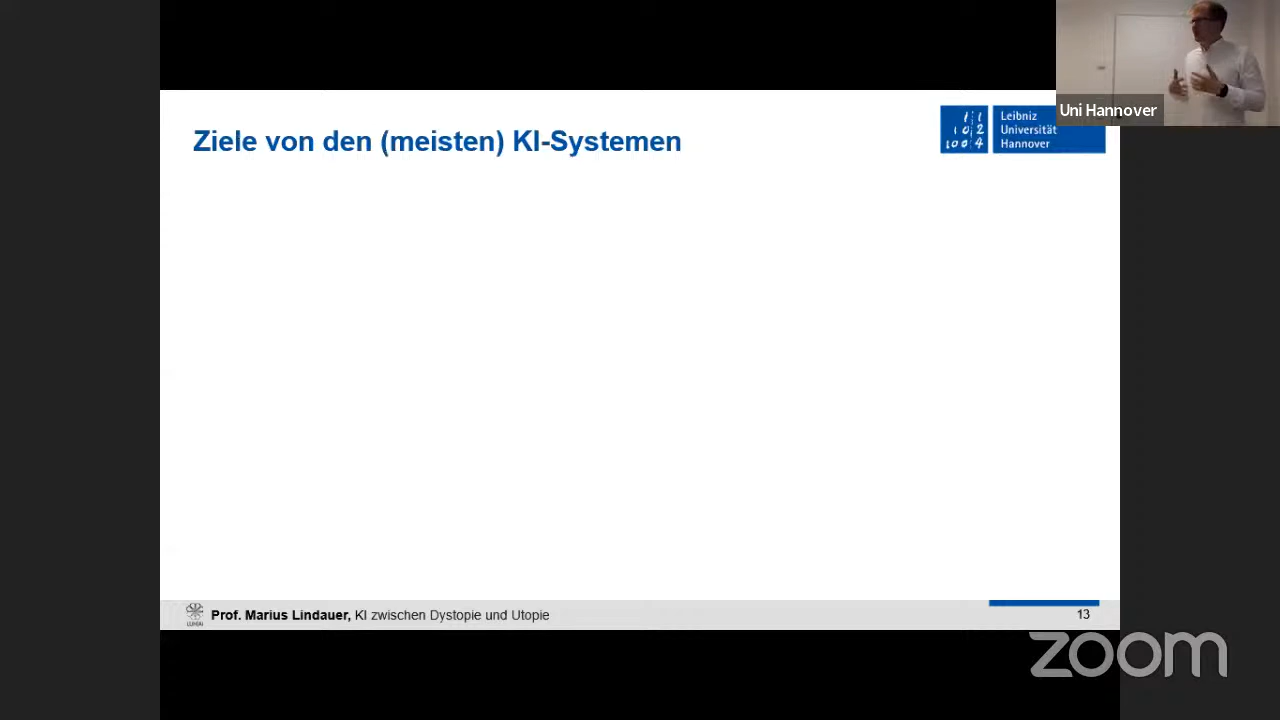 Uni Hannover
Ziele von den (meisten) KI-Systemen
Leibniz
Universität
Hannover
Prof. Marius Lindauer, KI zwischen Dystopie und Utopie
13
zoom